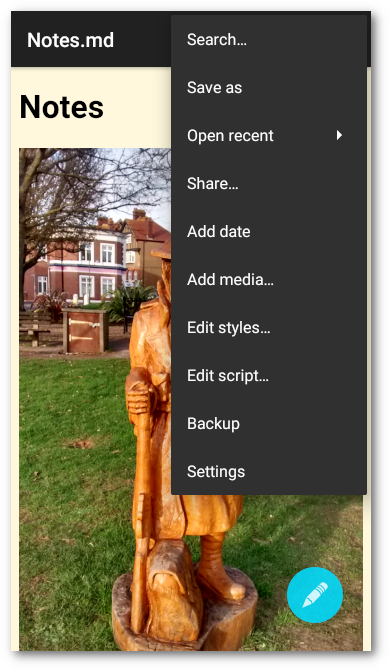 Notes.md
Search…
Save as
Notes
Open recent
Share…
Add date
Add media…
Edit styles…
Edit script…
Backup
Settings